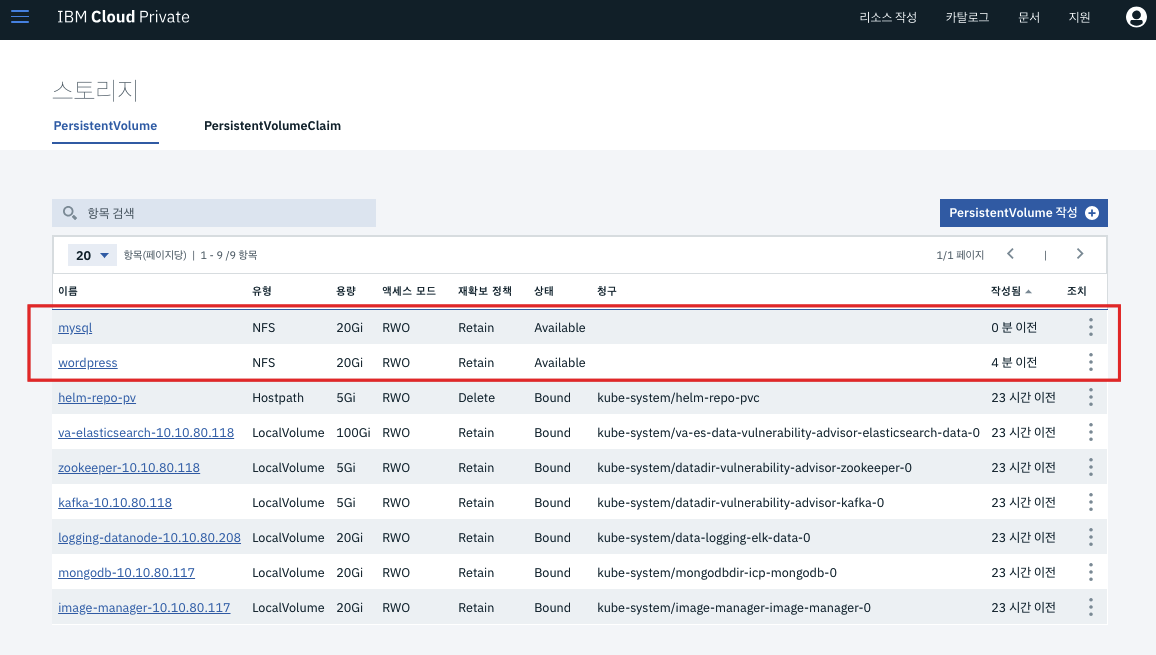 IBM Cloud Private 리소스 작성 카탈로그 문서 지원
스토리지
PersistentVolume PersistentVolumeClaim
항목 검색 PersistentVolume 작성
20 항목(페이지당) | 1 - 9 /9 항목 1/1 페이지 |
이름 유형 용량 액세스 모드 재확보 정책 상태 청구 작성됨 조치
mysql NFS 20Gi RWO Retain Available 0 분 이전
wordpress NFS 20Gi RWO Retain Available 4 분 이전
helm-repo-pv Hostpath 5Gi RWO Delete Bound kube-system/helm-repo-pvc 23 시간 이전
va-elasticsearch-10.10.80.118 LocalVolume 100Gi RWO Retain Bound kube-system/va-es-data-vulnerability-advisor-elasticsearch-data-0 23 시간 이전
zookeeper-10.10.80.118 LocalVolume 5Gi RWO Retain Bound kube-system/datadir-vulnerability-advisor-zookeeper-0 23 시간 이전
kafka-10.10.80.118 LocalVolume 5Gi RWO Retain Bound kube-system/datadir-vulnerability-advisor-kafka-0 23 시간 이전
logging-datanode-10.10.80.208 LocalVolume 20Gi RWO Retain Bound kube-system/data-logging-elk-data-0 23 시간 이전
mongodb-10.10.80.117 LocalVolume 20Gi RWO Retain Bound kube-system/mongodbdir-icp-mongodb-0 23 시간 이전
image-manager-10.10.80.117 LocalVolume 20Gi RWO Retain Bound kube-system/image-manager-image-manager-0 23 시간 이전